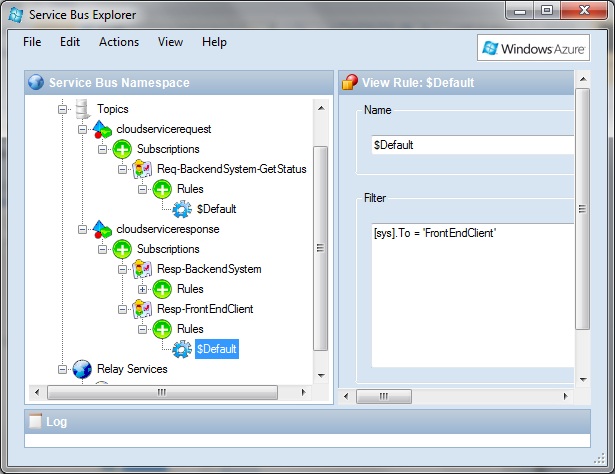 Service Bus Explorer
File Edit Actions View Help
Windows Azure
Service Bus Namespace
Topics
cloudservicerequest
Subscriptions
Req-BackendSystem-GetStatus
Rules
$Default
cloudserviceresponse
Subscriptions
Resp-BackendSystem
Rules
Resp-FrontEndClient
Rules
$Default
Relay Services
View Rule: $Default
Name
$Default
Filter
[sys].To = 'FrontEndClient'
Log